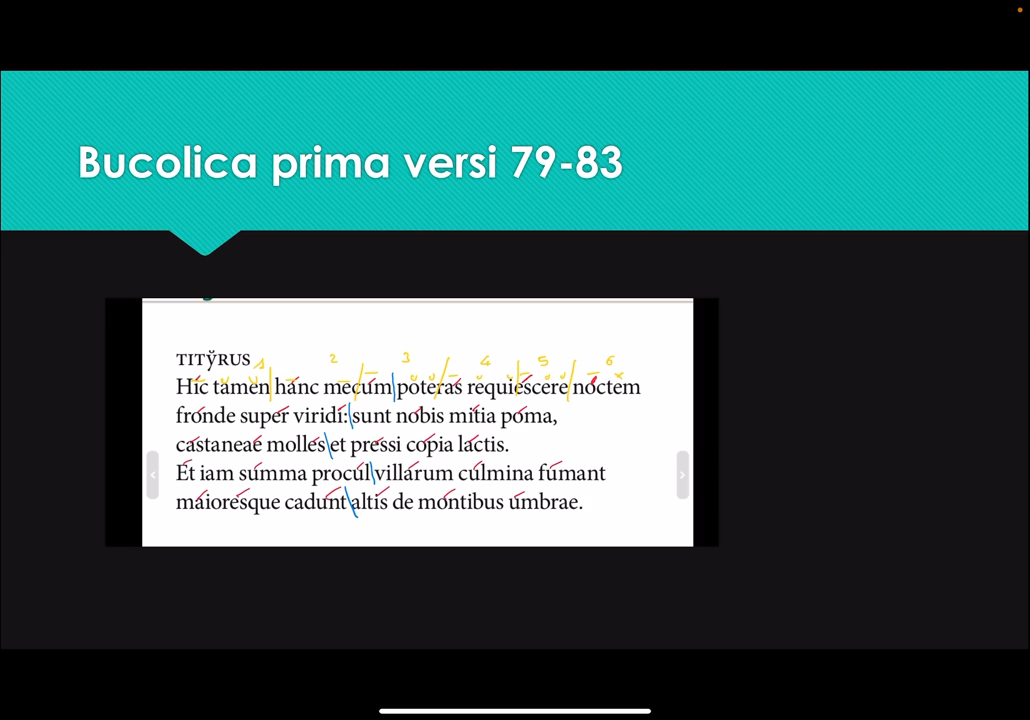 Bucolica prima versi 79-83
TITy̆RUS
1 2 3 4 5 6
Hic tamen hanc mecum poteras requiescere noctem
fronde super viridi: sunt nobis mitia poma,
castaneae molles et pressi copia lactis.
Et iam summa procul villarum culmina fumant
maioresque cadunt altis de montibus umbrae.